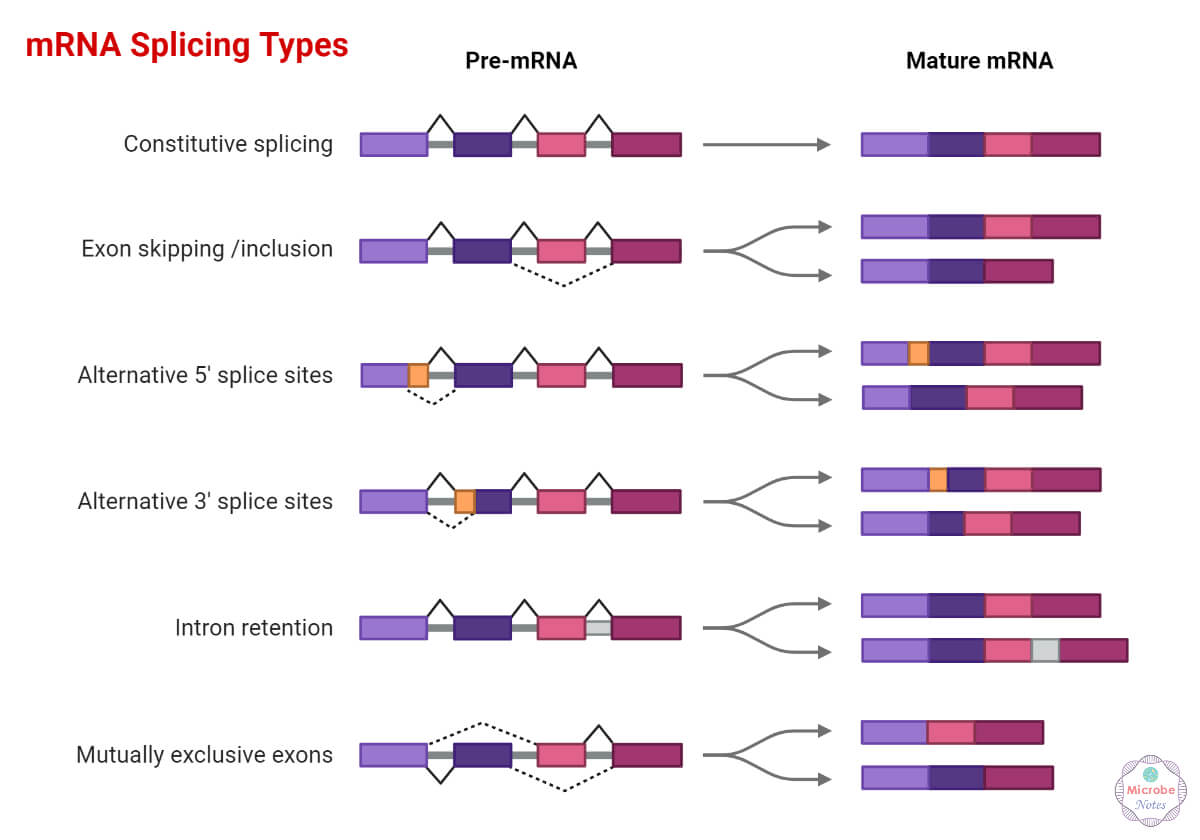 mRNA Splicing Types
Pre-mRNA
Mature mRNA
Constitutive splicing
Exon skipping /inclusion
Alternative 5' splice sites
Alternative 3' splice sites
Intron retention
Mutually exclusive exons
Microbe
Notes